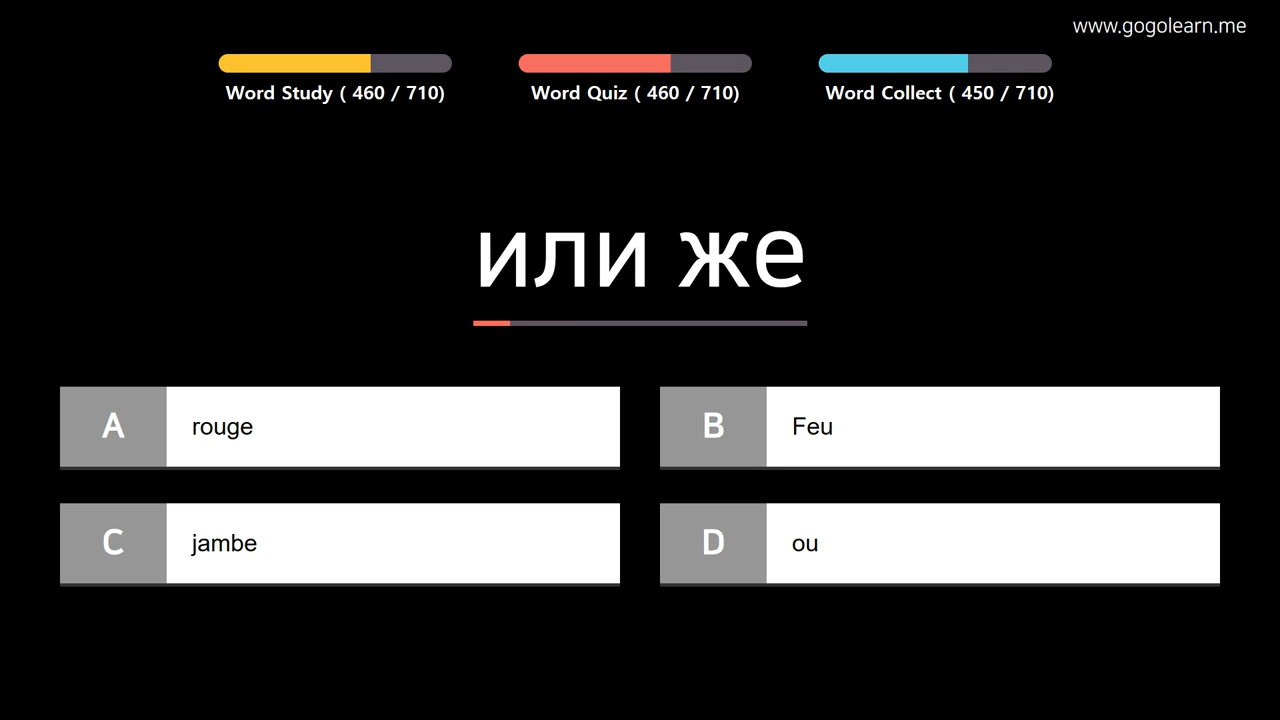 www.gogolearn.me
Word Study ( 460 / 710)
Word Quiz ( 460 / 710)
Word Collect ( 450 / 710)
или же
A rouge
B Feu
C jambe
D ou